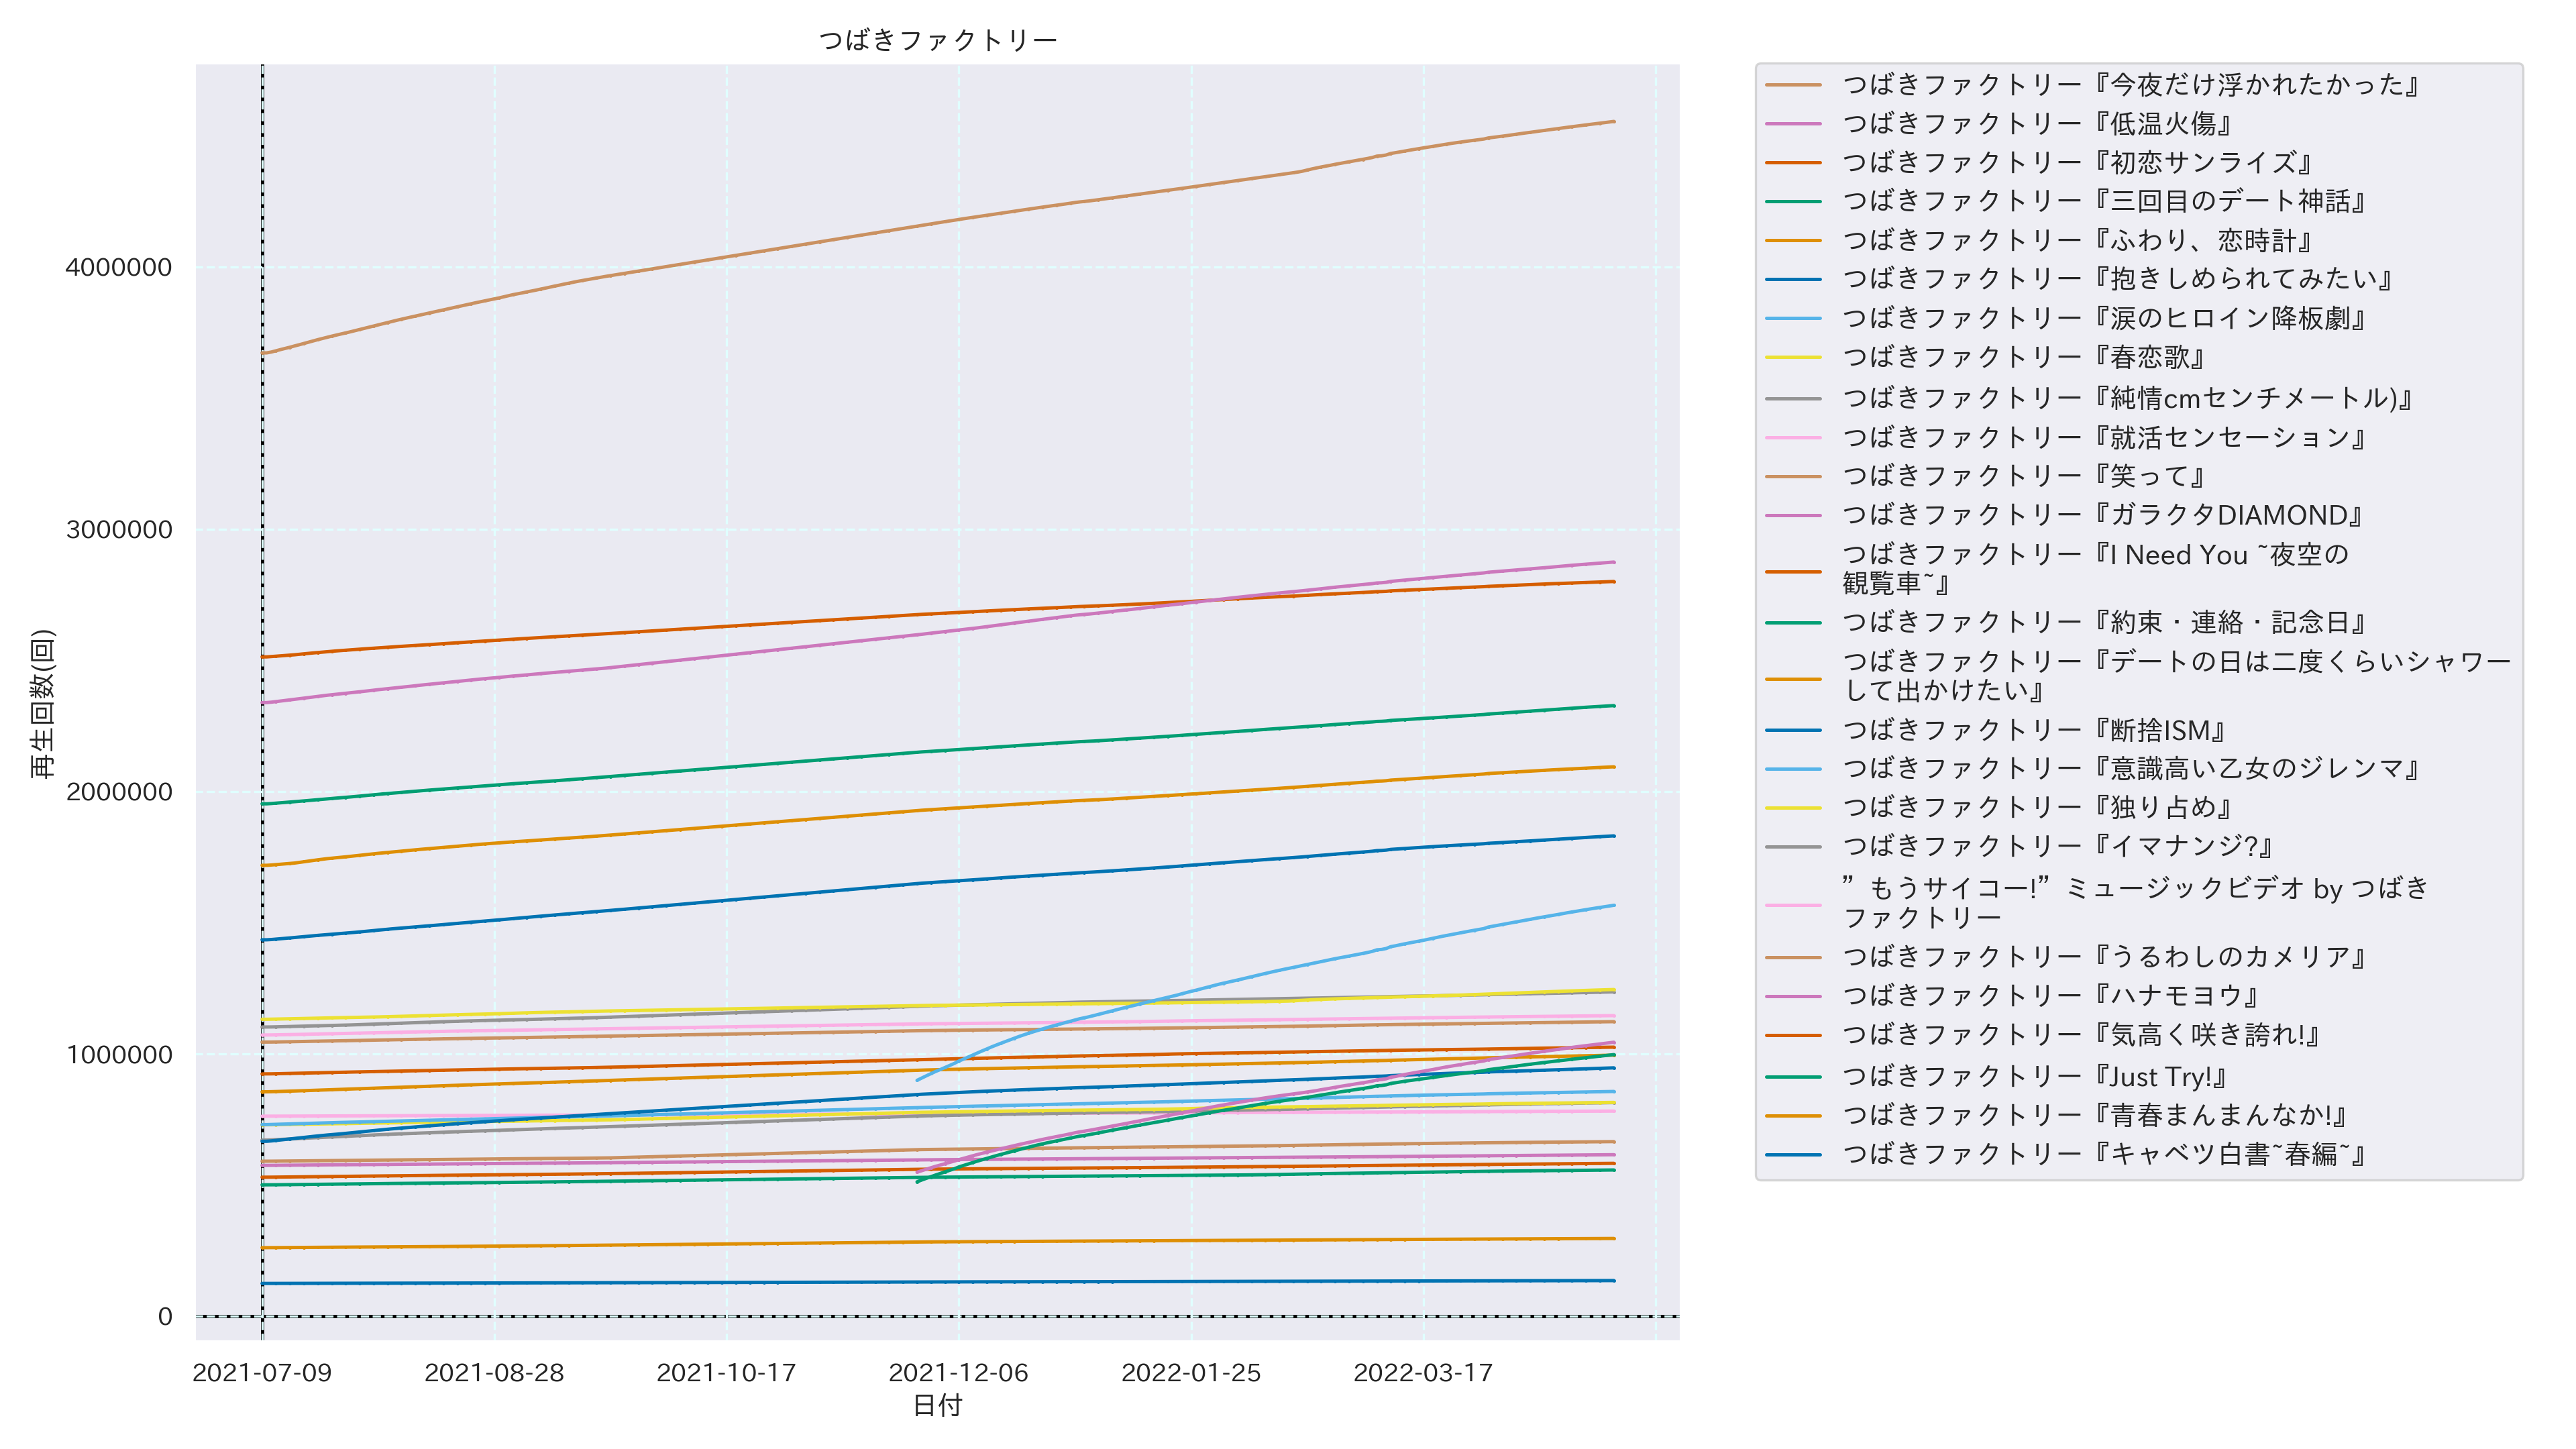 つばきファクトリー
再生回数(回)
4000000
3000000
2000000
1000000
0
2021-07-09
2021-08-28
2021-10-17
2021-12-06
2022-01-25
2022-03-17
日付
つばきファクトリー『今夜だけ浮かれたかった』
つばきファクトリー『低温火傷』
つばきファクトリー『初恋サンライズ』
つばきファクトリー『三回目のデート神話』
つばきファクトリー『ふわり、恋時計』
つばきファクトリー『抱きしめられてみたい』
つばきファクトリー『涙のヒロイン降板劇』
つばきファクトリー『春恋歌』
つばきファクトリー『純情cmセンチメートル)』
つばきファクトリー『就活センセーション』
つばきファクトリー『笑って』
つばきファクトリー『ガラクタDIAMOND』
つばきファクトリー『I Need You ~夜空の
観覧車~』
つばきファクトリー『約束・連絡・記念日』
つばきファクトリー『デートの日は二度くらいシャワー
して出かけたい』
つばきファクトリー『断捨ISM』
つばきファクトリー『意識高い乙女のジレンマ』
つばきファクトリー『独り占め』
つばきファクトリー『イマナンジ?』
”もうサイコー!”ミュージックビデオ by つばき
ファクトリー
つばきファクトリー『うるわしのカメリア』
つばきファクトリー『ハナモヨウ』
つばきファクトリー『気高く咲き誇れ!』
つばきファクトリー『Just Try!』
つばきファクトリー『青春まんまんなか!』
つばきファクトリー『キャベツ白書~春編~』